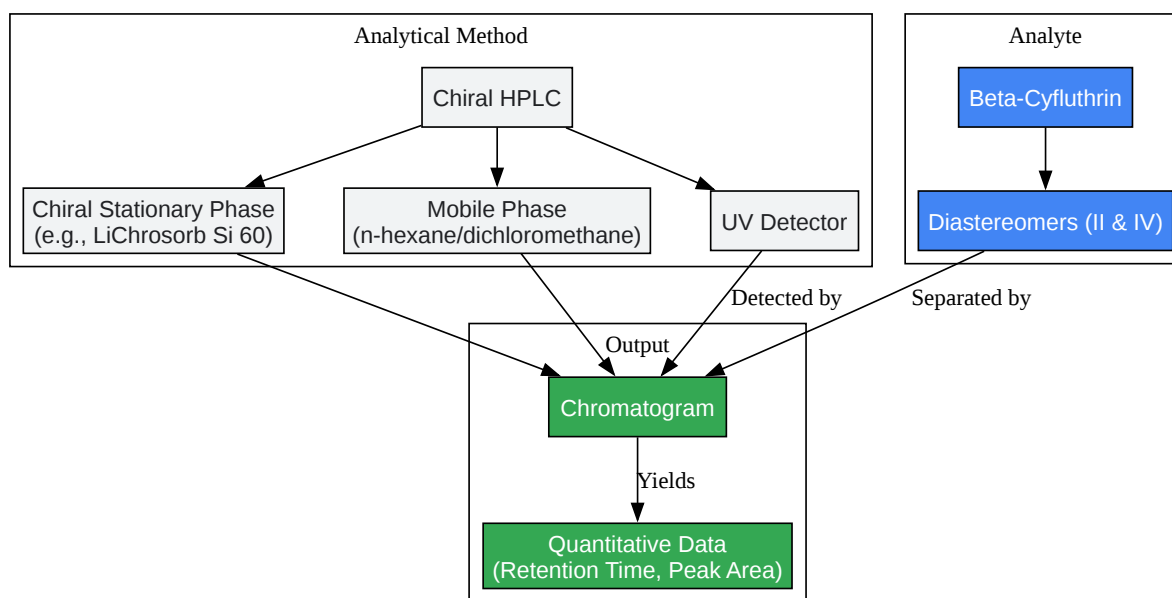 Analytical Method
Analyte
Chiral HPLC
Beta-Cyfluthrin
Chiral Stationary Phase
(e.g., LiChrosorb Si 60)
Mobile Phase
(n-hexane/dichloromethane)
UV Detector
Diastereomers (II & IV)
Detected by
Separated by
Output
Chromatogram
Yields
Quantitative Data
(Retention Time, Peak Area)